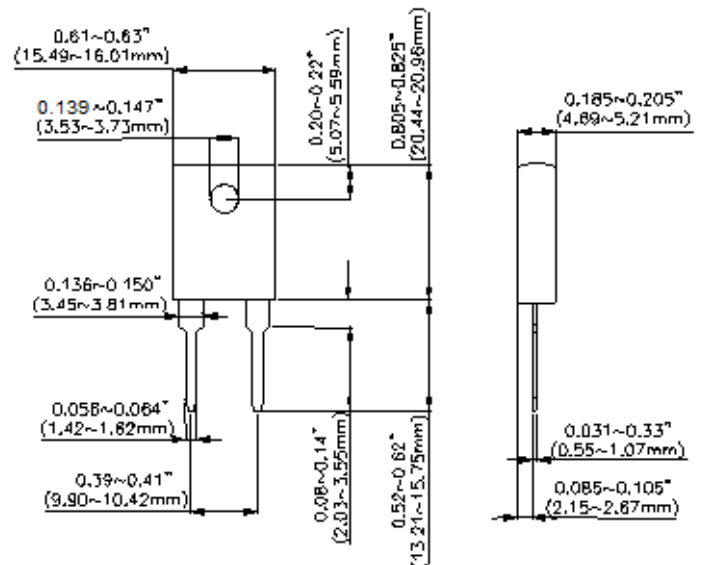 0.61~0.63"
(15.49~16.01mm)
0.139~0.147"
(3.53~3.73mm)
0.20~0.22"
(5.07~5.59mm)
0.805~0.825"
(20.44~20.96mm)
0.185~0.205"
(4.69~5.21mm)
0.136~0.150"
(3.45~3.81mm)
0.056~0.064"
(1.42~1.62mm)
0.39~0.41"
(9.90~10.42mm)
0.08~0.14"
(2.03~3.55mm)
0.52~0.62"
(13.21~15.75mm)
0.031~0.33"
(0.55~1.07mm)
0.085~0.105"
(2.15~2.67mm)